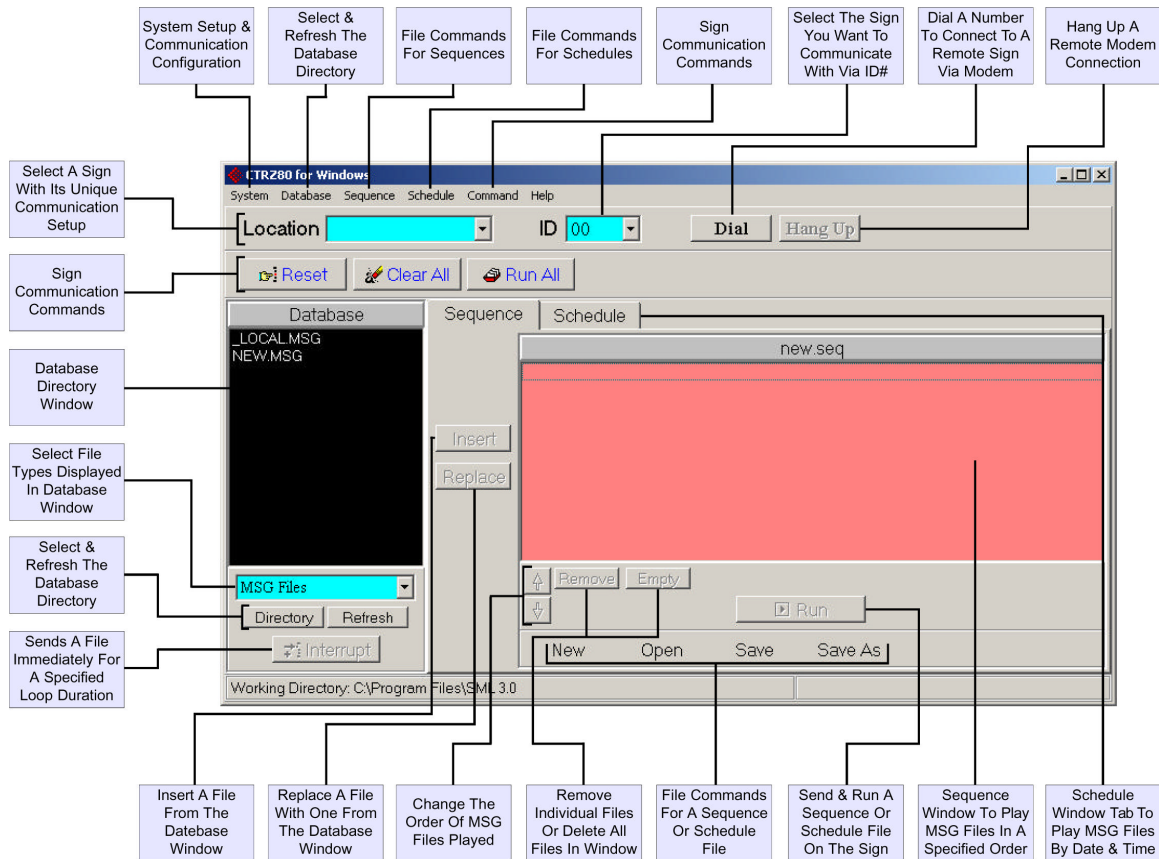 System Setup &
Communication
Configuration
Select &
Refresh The
Database
Directory
File Commands
For Sequences
File Commands
For Schedules
Sign
Communication
Commands
Select The Sign
You Want To
Communicate
With Via ID#
Dial A Number
To Connect To A
Remote Sign
Via Modem
Hang Up A
Remote Modem
Connection
Select A Sign
With Its Unique
Communication
Setup
Sign
Communication
Commands
Database
Directory
Window
Select File
Types Displayed
In Database
Window
Select &
Refresh The
Database
Directory
Sends A File
Immediately For
A Specified
Loop Duration
CTRZ80 for Windows
System Database Sequence Schedule Command Help
Location ID 00 Dial Hang Up
Reset Clear All Run All
Database Sequence Schedule
_LOCAL.MSG
NEW.MSG
new.seq
Insert
Replace
MSG Files
Directory Refresh
Interrupt
Remove Empty
Run
New Open Save Save As
Working Directory: C:\Program Files\SML 3.0
Insert A File
From The
Datebase
Window
Replace A File
With One From
The Database
Window
Change The
Order Of MSG
Files Played
Remove
Individual Files
Or Delete All
Files In Window
File Commands
For A Sequence
Or Schedule
File
Send & Run A
Sequence Or
Schedule File
On The Sign
Sequence
Window To Play
MSG Files In A
Specified Order
Schedule
Window Tab To
Play MSG Files
By Date & Time